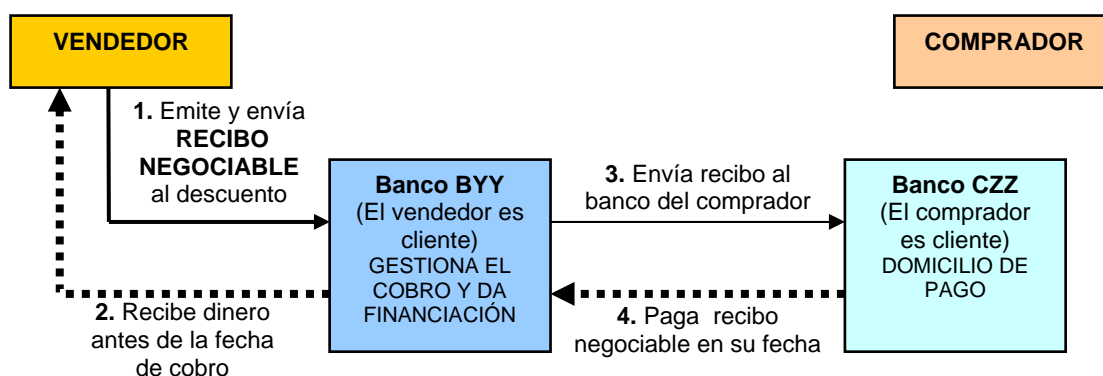 VENDEDOR
COMPRADOR
1. Emite y envía
RECIBO
NEGOCIABLE
al descuento
Banco BYY
(El vendedor es
cliente)
GESTIONA EL
COBRO Y DA
FINANCIACIÓN
3. Envía recibo al
banco del comprador
Banco CZZ
(El comprador
es cliente)
DOMICILIO DE
PAGO
2. Recibe dinero
antes de la fecha
de cobro
4. Paga recibo
negociable en su fecha